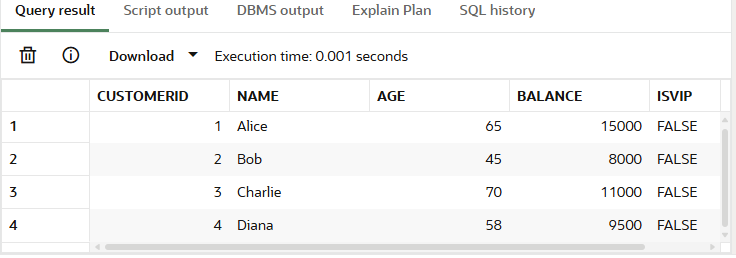 Query result Script output DBMS output Explain Plan SQL history
Download Execution time: 0.001 seconds
CUSTOMERID NAME AGE BALANCE ISVIP
1 1 Alice 65 15000 FALSE
2 2 Bob 45 8000 FALSE
3 3 Charlie 70 11000 FALSE
4 4 Diana 58 9500 FALSE